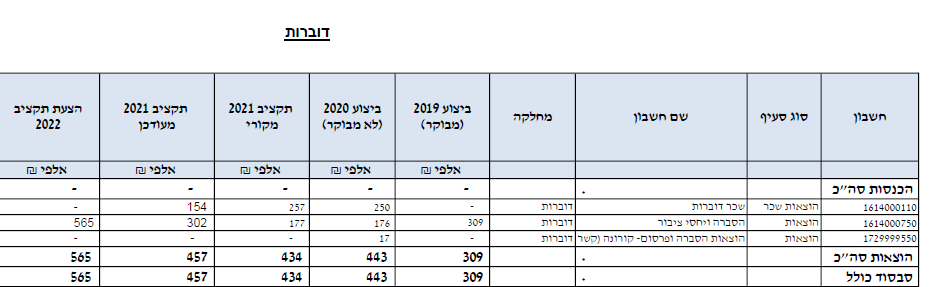 דוברות
חשבון סוג סעיף שם חשבון מחלקה ביצוע 2019 (מבוקר) ביצוע 2020 (לא מבוקר) תקציב 2021 מקורי תקציב 2021 מעודכן הצעת תקציב 2022
אלפי ₪ אלפי ₪ אלפי ₪ אלפי ₪ אלפי ₪
הכנסות סה״כ . - - - - -
1614000110 הוצאות שכר שכר דוברות דוברות - 250 257 154 -
1614000750 הוצאות הסברה ויחסי ציבור דוברות 309 176 177 302 565
1729999550 הוצאות הוצאות הסברה ופרסום- קורונה (קשר דוברות - 17 - - -
הוצאות סה״כ . 309 443 434 457 565
סבסוד כולל . 309 443 434 457 565